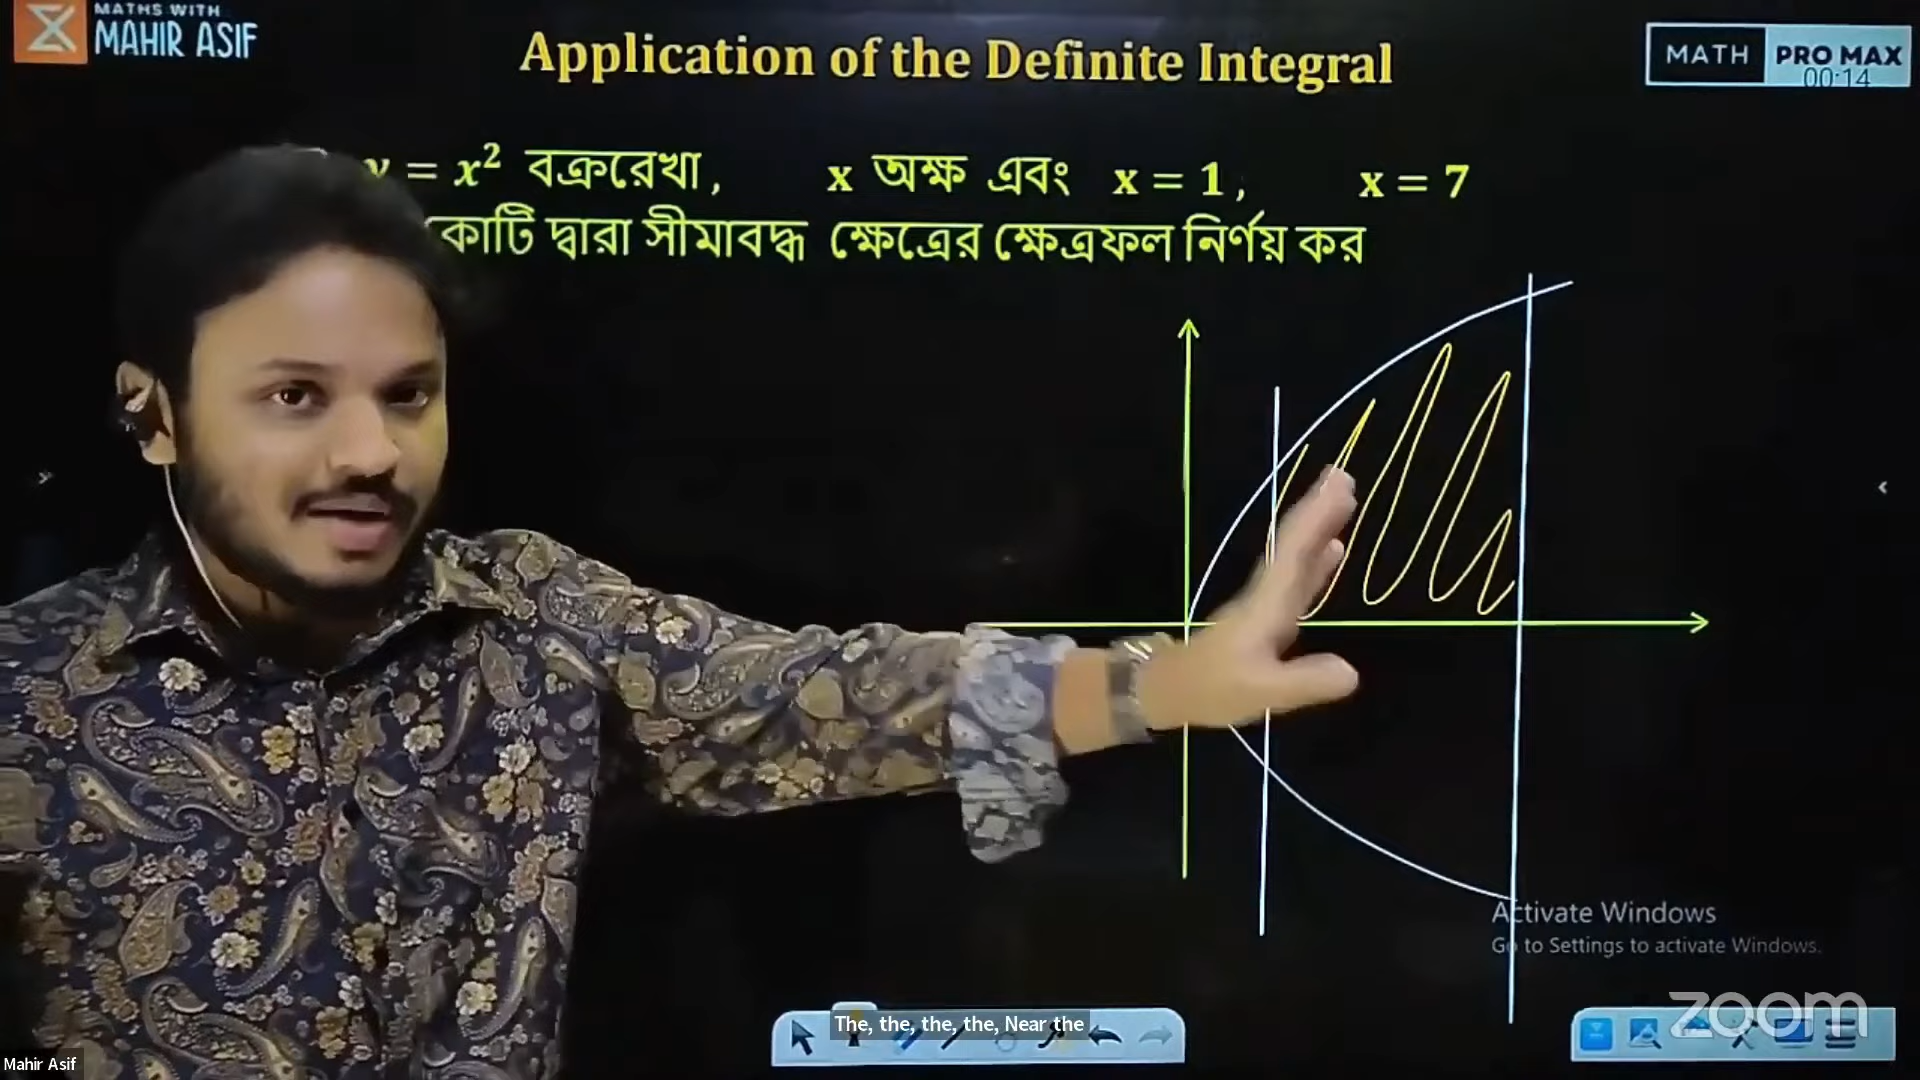 MATHS WITH
MAHIR ASIF
Application of the Definite Integral
MATH PRO MAX
00:14
y = x² বক্ররেখা, x অক্ষ এবং x = 1, x = 7
কোটি দ্বারা সীমাবদ্ধ ক্ষেত্রের ক্ষেত্রফল নির্ণয় কর
Activate Windows
Go to Settings to activate Windows.
zoom
The, the, the, the, Near the
Mahir Asif